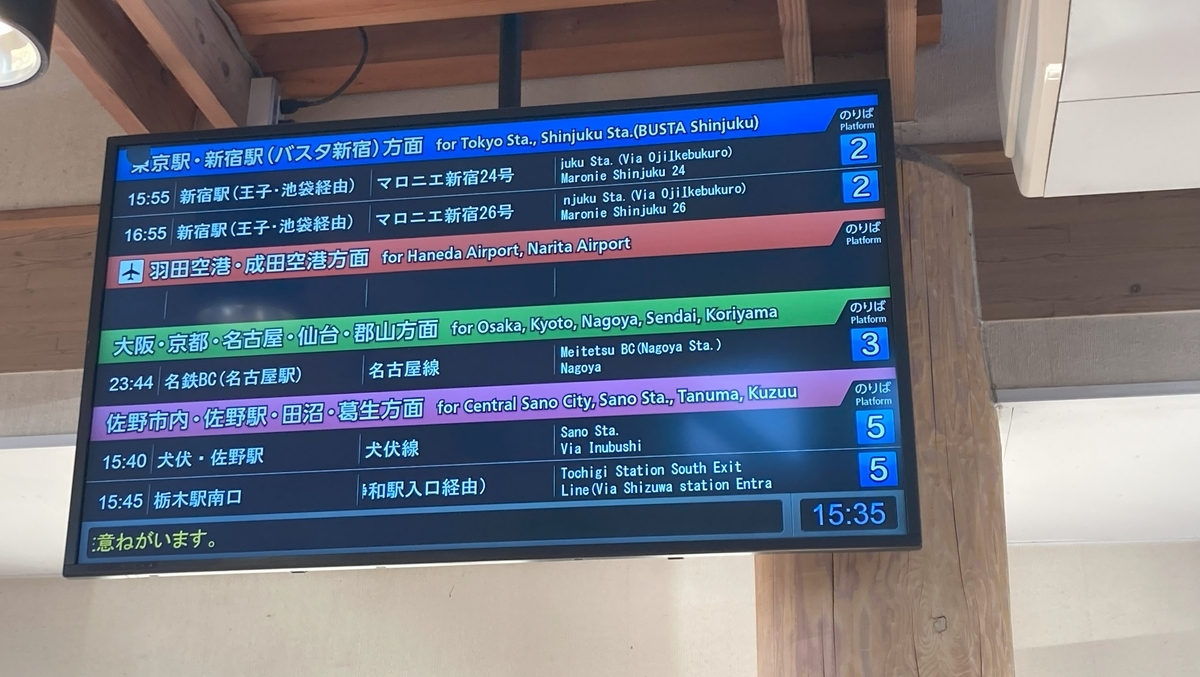 東京駅・新宿駅(バスタ新宿)方面 for Tokyo Sta., Shinjuku Sta.(BUSTA Shinjuku) のりば Platform
15:55 新宿駅(王子・池袋経由) マロニエ新宿24号 juku Sta.(Via OjiIkebukuro) Maronie Shinjuku 24 2
16:55 新宿駅(王子・池袋経由) マロニエ新宿26号 njuku Sta.(Via OjiIkebukuro) Maronie Shinjuku 26 2
羽田空港・成田空港方面 for Haneda Airport, Narita Airport のりば Platform
大阪・京都・名古屋・仙台・郡山方面 for Osaka, Kyoto, Nagoya, Sendai, Koriyama のりば Platform
23:44 名鉄BC(名古屋駅) 名古屋線 Meitetsu BC(Nagoya Sta.) Nagoya 3
佐野市内・佐野駅・田沼・葛生方面 for Central Sano City, Sano Sta., Tanuma, Kuzuu のりば Platform
15:40 犬伏・佐野駅 犬伏線 Sano Sta. Via Inubushi 5
15:45 栃木駅南口 和駅入口経由) Tochigi Station South Exit Line(Via Shizuwa station Entra 5
意ねがいます。 15:35